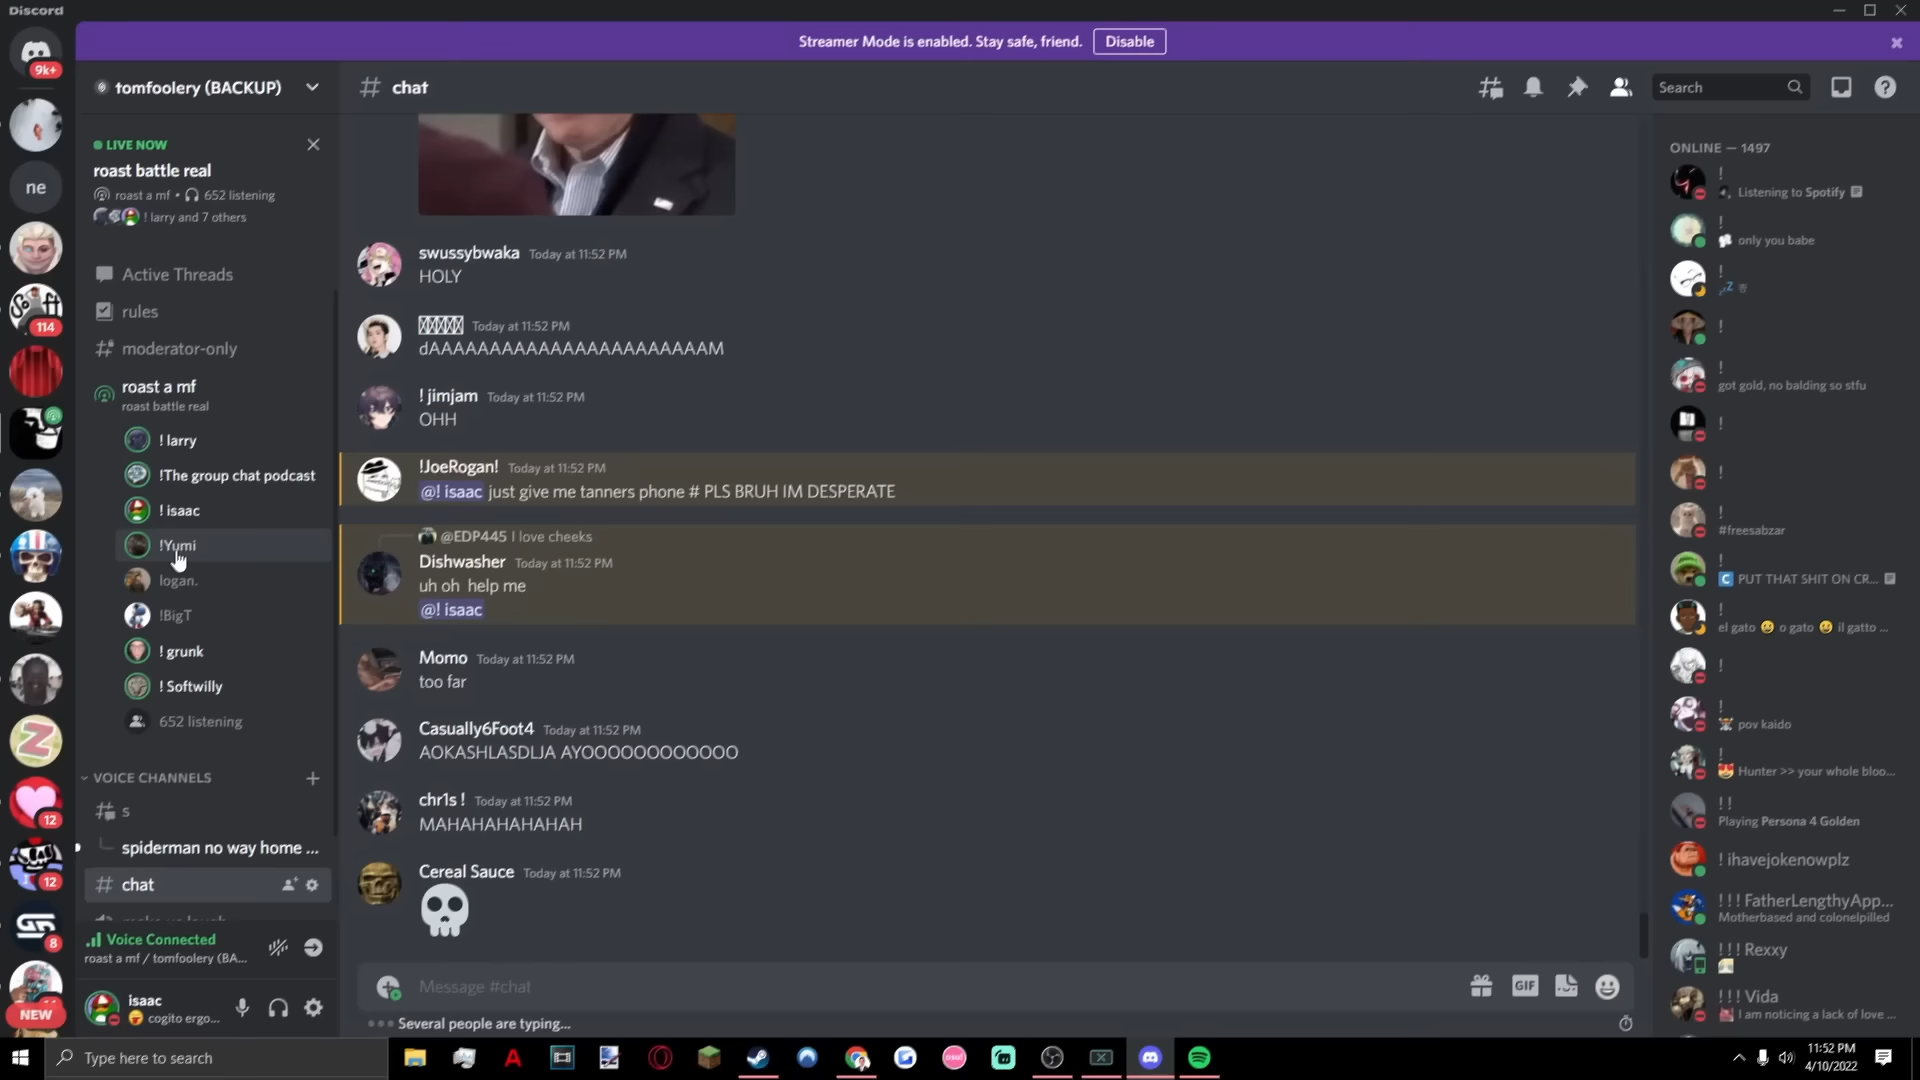 Discord
Streamer Mode is enabled. Stay safe, friend. Disable
9k+
ne
114
12
12
8
NEW
tomfoolery (BACKUP)
LIVE NOW
roast battle real
roast a mf • 652 listening
! larry and 7 others
Active Threads
rules
moderator-only
roast a mf
roast battle real
! larry
!The group chat podcast
! isaac
!Yumi
logan.
!BigT
! grunk
! Softwilly
652 listening
VOICE CHANNELS
s
spiderman no way home ...
chat
Voice Connected
roast a mf / tomfoolery (BA...
isaac
cogito ergo...
# chat
Search
swussybwaka Today at 11:52 PM
HOLY
Today at 11:52 PM
dAAAAAAAAAAAAAAAAAAAAAAM
! jimjam Today at 11:52 PM
OHH
!JoeRogan! Today at 11:52 PM
@! isaac just give me tanners phone # PLS BRUH IM DESPERATE
@EDP445 I love cheeks
Dishwasher Today at 11:52 PM
uh oh help me
@! isaac
Momo Today at 11:52 PM
too far
Casually6Foot4 Today at 11:52 PM
AOKASHLASDLJA AYOOOOOOOOOOOO
chr1s ! Today at 11:52 PM
MAHAHAHAHAHAH
Cereal Sauce Today at 11:52 PM
💀
Message #chat
GIF
Several people are typing...
ONLINE — 1497
!
Listening to Spotify
!
only you babe
!
💤
!
!
got gold, no balding so stfu
!
!
!
#freesabzar
!
PUT THAT SHIT ON CR...
!
el gato 😀 o gato 😀 il gatto ...
!
!
pov kaido
!
Hunter >> your whole bloo...
! !
Playing Persona 4 Golden
! ihavejokenowplz
! ! ! FatherLengthyApp...
Motherbased and colonelpilled
! ! ! Rexxy
! ! ! Vida
I am noticing a lack of love ...
Type here to search
osu!
11:52 PM
4/10/2022